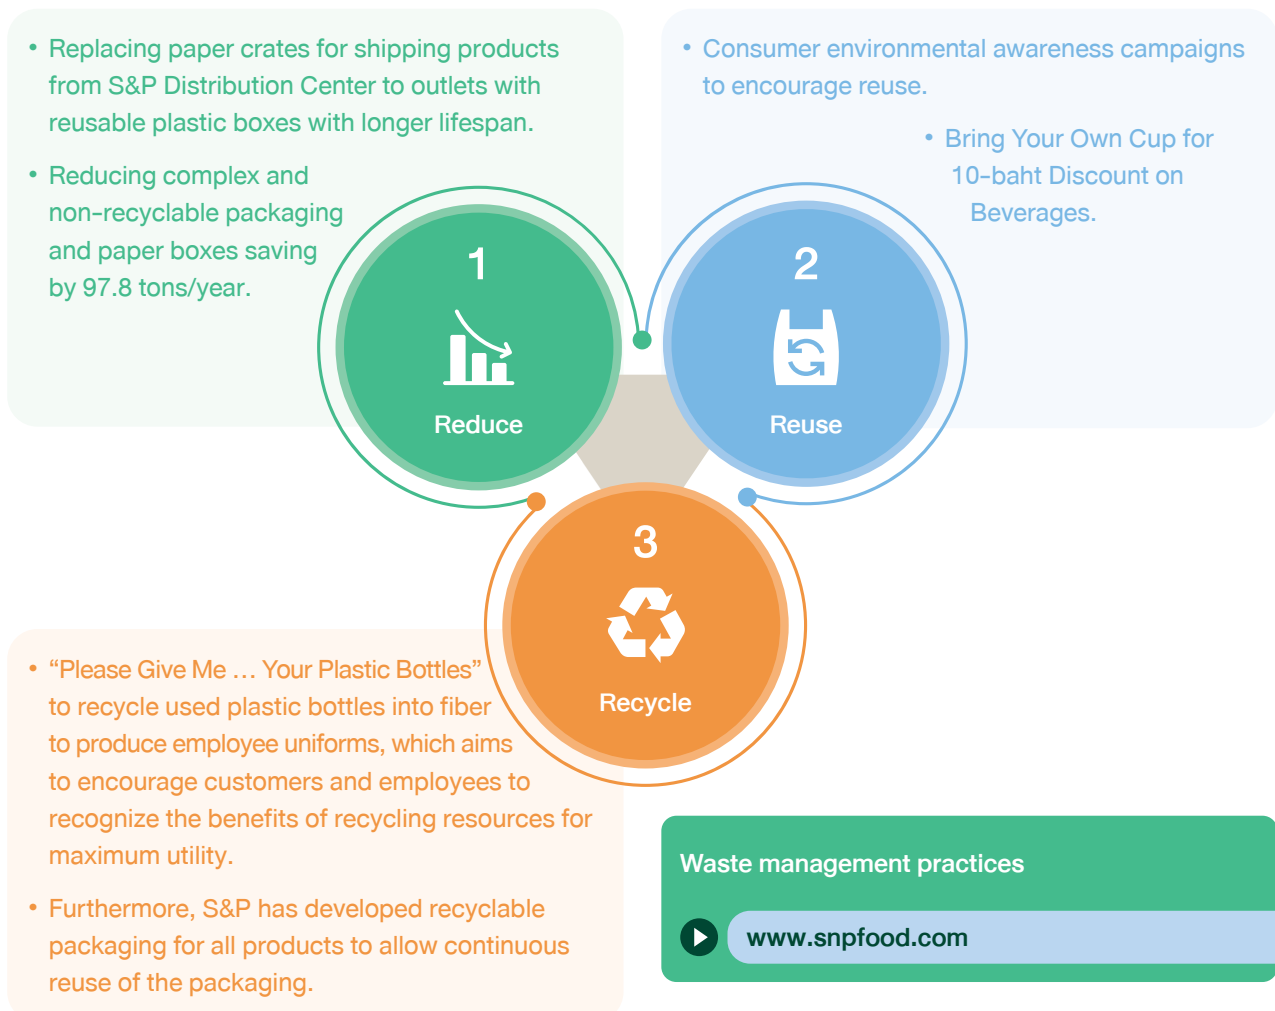 • Replacing paper crates for shipping products
from S&P Distribution Center to outlets with
reusable plastic boxes with longer lifespan.
• Reducing complex and
non-recyclable packaging
and paper boxes saving
by 97.8 tons/year.
1
Reduce
• Consumer environmental awareness campaigns
to encourage reuse.
• Bring Your Own Cup for
10-baht Discount on
Beverages.
2
Reuse
3
Recycle
• “Please Give Me … Your Plastic Bottles”
to recycle used plastic bottles into fiber
to produce employee uniforms, which aims
to encourage customers and employees to
recognize the benefits of recycling resources for
maximum utility.
• Furthermore, S&P has developed recyclable
packaging for all products to allow continuous
reuse of the packaging.
Waste management practices
www.snpfood.com